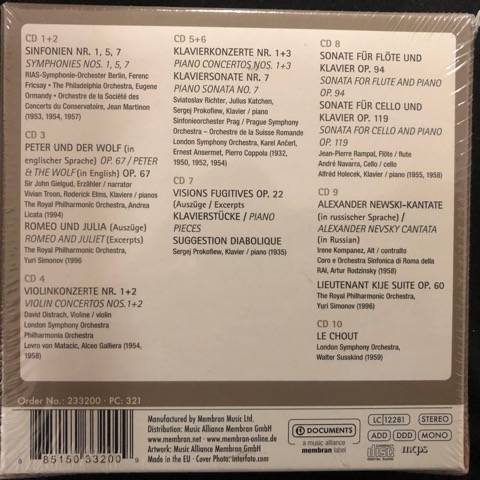 CD 1+2
SINFONIEN NR. 1, 5, 7
SYMPHONIES NOS. 1, 5, 7
RIAS-Symphonie-Orchester Berlin, Ferenc
Fricsay • The Philadelphia Orchestra, Eugene
Ormandy • Orchestre de la Société des
Concerts du Conservatoire, Jean Martinon
(1953, 1954, 1957)
CD 3
PETER UND DER WOLF (in
englischer Sprache) OP. 67 / PETER
& THE WOLF (in English) OP. 67
Sir John Gielgud, Erzähler / narrator
Vivian Troon, Roderick Elms, Klaviere / pianos
The Royal Philharmonic Orchestra, Andrea
Licata (1994)
ROMEO UND JULIA (Auszüge)
ROMEO AND JULIET (Excerpts)
The Royal Philharmonic Orchestra,
Yuri Simonov (1996
CD 4
VIOLINKONZERTE NR. 1+2
VIOLIN CONCERTOS NOS.1+2
David Oistrach, Violine / violin
London Symphony Orchestra
Philharmonia Orchestra
Lovro von Matacic, Alceo Galliera (1954,
1958)
CD 5+6
KLAVIERKONZERTE NR. 1+3
PIANO CONCERTOS NOS. 1+3
KLAVIERSONATE NR. 7
PIANO SONATA NO. 7
Sviatoslav Richter, Julius Katchen,
Sergej Prokofiew, Klavier / piano
Sinfonieorchester Prag / Prague Symphony
Orchestra • Orchestre de la Suisse Romande
London Symphony Orchestra, Karel Ančerl,
Ernest Ansermet, Piero Coppola (1932,
1950, 1952, 1954)
CD 7
VISIONS FUGITIVES OP. 22
(Auszüge / Excerpts
KLAVIERSTÜCKE / PIANO
PIECES
SUGGESTION DIABOLIQUE
Sergej Prokofiew, Klavier / piano (1935)
CD 8
SONATE FÜR FLÖTE UND
KLAVIER OP. 94
SONATA FOR FLUTE AND PIANO
OP. 94
SONATE FÜR CELLO UND
KLAVIER OP. 119
SONATA FOR CELLO AND PIANO
OP. 119
Jean-Pierre Rampal, Flöte / flute
André Navarra, Cello / cello
Alfréd Holecek, Klavier / piano (1955, 1958)
CD 9
ALEXANDER NEWSKI-KANTATE
(in russischer Sprache) /
ALEXANDER NEVSKY CANTATA
(in Russian)
Irene Kompanez, Alt / contralto
Coro e Orchestra Sinfonica di Roma della
RAI, Artur Rodzinsky (1958)
LIEUTENANT KIJE SUITE OP. 60
The Royal Philharmonic Orchestra,
Yuri Simonov (1996)
CD 10
LE CHOUT
London Symphony Orchestra,
Walter Susskind (1959)
Order No.: 233200 • PC: 321
8 85150 33200 9
Manufactured by Membran Music Ltd.
Distribution: Music Alliance Membran GmbH
www.membran.net • www.membran-online.de
Artwork: Music Alliance Membran GmbH
Made in the EU • Cover Photo: interfoto.com
DOCUMENTS
a music alliance
membran label
LC 12281
STEREO
ADD DDD MONO
COMPACT
disc
DIGITAL AUDIO
mcps